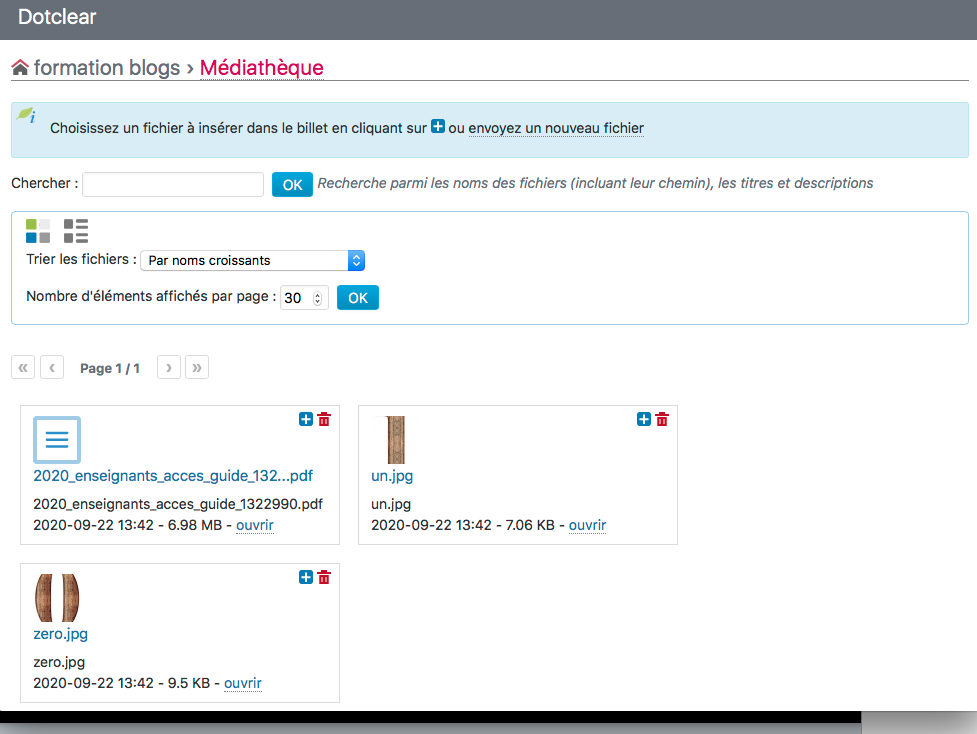 Dotclear
formation blogs › Médiathèque
Choisissez un fichier à insérer dans le billet en cliquant sur ou envoyez un nouveau fichier
Chercher : OK Recherche parmi les noms des fichiers (incluant leur chemin), les titres et descriptions
Trier les fichiers : Par noms croissants
Nombre d'éléments affichés par page : 30 OK
« ‹ Page 1 / 1 › »
2020_enseignants_acces_guide_132...pdf
2020_enseignants_acces_guide_1322990.pdf
2020-09-22 13:42 - 6.98 MB - ouvrir
un.jpg
un.jpg
2020-09-22 13:42 - 7.06 KB - ouvrir
zero.jpg
zero.jpg
2020-09-22 13:42 - 9.5 KB - ouvrir